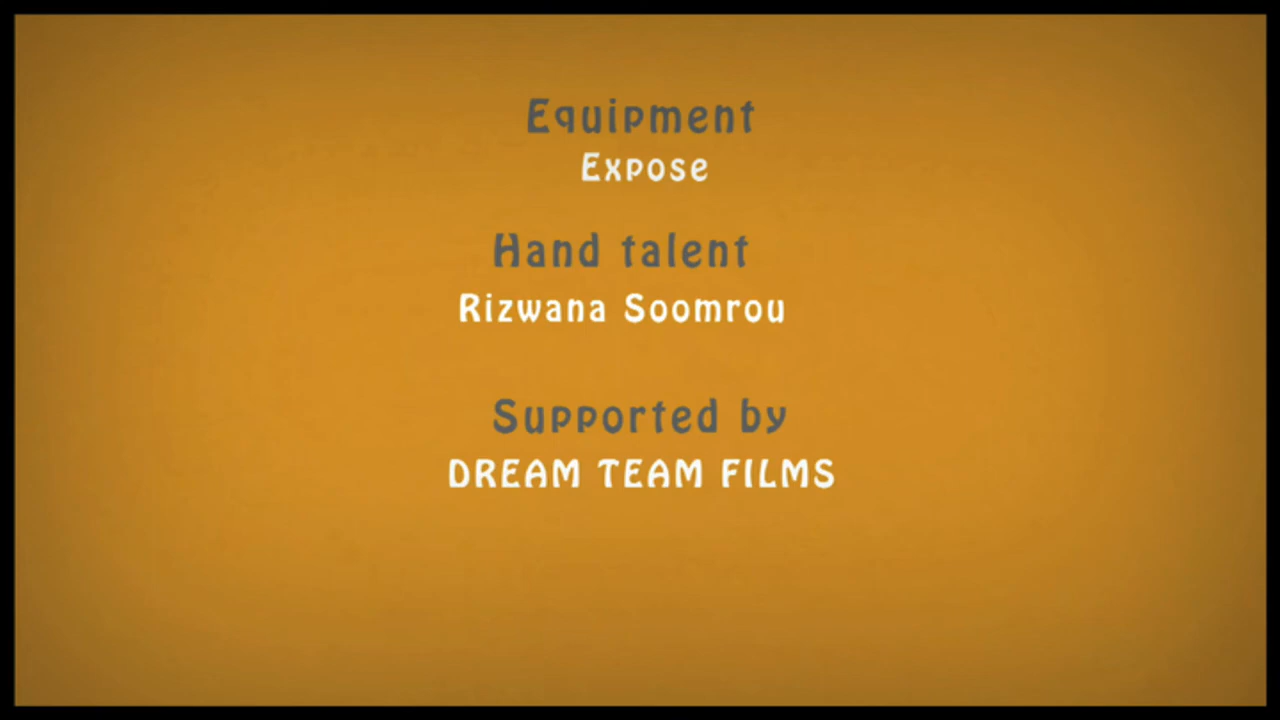 Equipment
Expose
Hand talent
Rizwana Soomrou
Supported by
DREAM TEAM FILMS